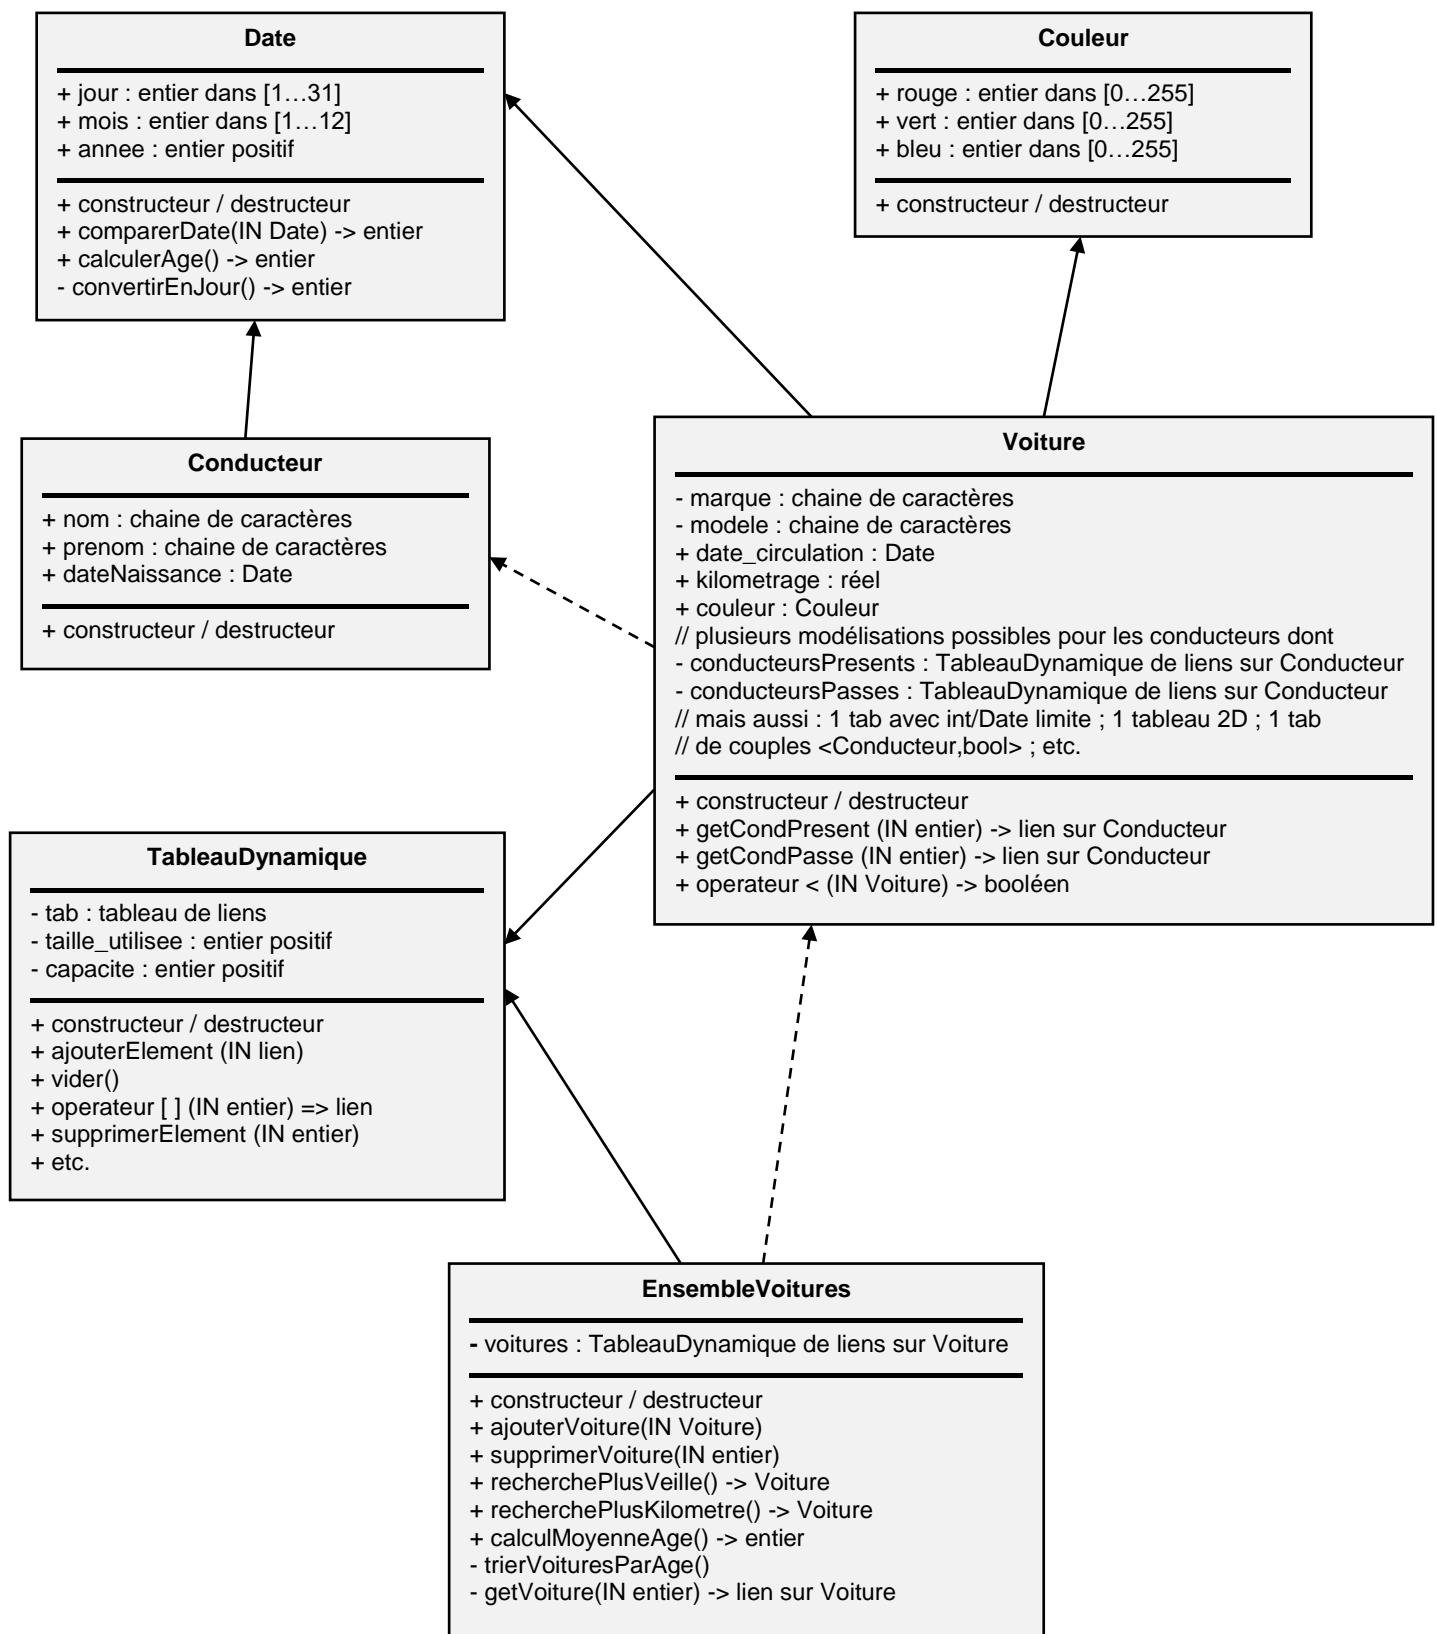 Date
+ jour : entier dans [1…31]
+ mois : entier dans [1…12]
+ annee : entier positif
+ constructeur / destructeur
+ comparerDate(IN Date) -> entier
+ calculerAge() -> entier
- convertirEnJour() -> entier
Couleur
+ rouge : entier dans [0…255]
+ vert : entier dans [0…255]
+ bleu : entier dans [0…255]
+ constructeur / destructeur
Conducteur
+ nom : chaine de caractères
+ prenom : chaine de caractères
+ dateNaissance : Date
+ constructeur / destructeur
Voiture
- marque : chaine de caractères
- modele : chaine de caractères
+ date_circulation : Date
+ kilometrage : réel
+ couleur : Couleur
// plusieurs modélisations possibles pour les conducteurs dont
- conducteursPresents : TableauDynamique de liens sur Conducteur
- conducteursPasses : TableauDynamique de liens sur Conducteur
// mais aussi : 1 tab avec int/Date limite ; 1 tableau 2D ; 1 tab
// de couples <Conducteur,bool> ; etc.
+ constructeur / destructeur
+ getCondPresent (IN entier) -> lien sur Conducteur
+ getCondPasse (IN entier) -> lien sur Conducteur
+ operateur < (IN Voiture) -> booléen
TableauDynamique
- tab : tableau de liens
- taille_utilisee : entier positif
- capacite : entier positif
+ constructeur / destructeur
+ ajouterElement (IN lien)
+ vider()
+ operateur [ ] (IN entier) => lien
+ supprimerElement (IN entier)
+ etc.
EnsembleVoitures
- voitures : TableauDynamique de liens sur Voiture
+ constructeur / destructeur
+ ajouterVoiture(IN Voiture)
+ supprimerVoiture(IN entier)
+ recherchePlusVeille() -> Voiture
+ recherchePlusKilometre() -> Voiture
+ calculMoyenneAge() -> entier
- trierVoituresParAge()
- getVoiture(IN entier) -> lien sur Voiture